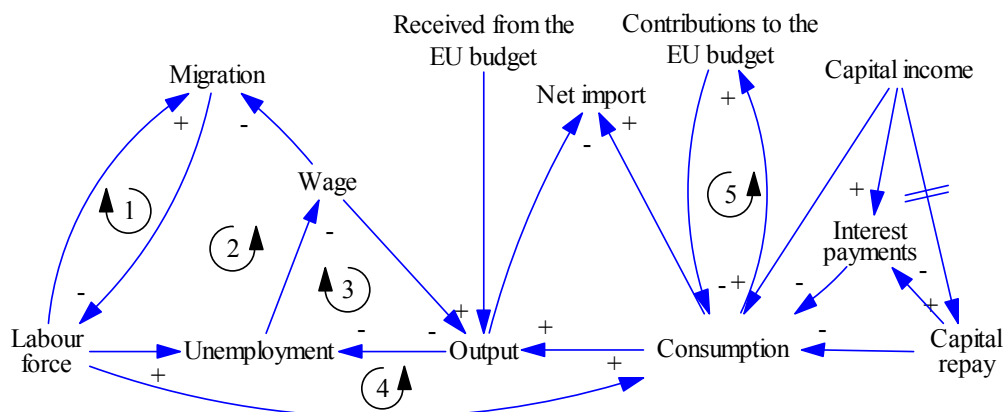 Received from the
EU budget
Contributions to the
EU budget
Migration
Capital income
Net import
+
-
+
-
+
Wage
1
5
+
2
-
Interest
payments
3
-
-
-
+
-
+
+
-
-
+
-
Labour
force
Unemployment
Output
Consumption
Capital
repay
+
4
+